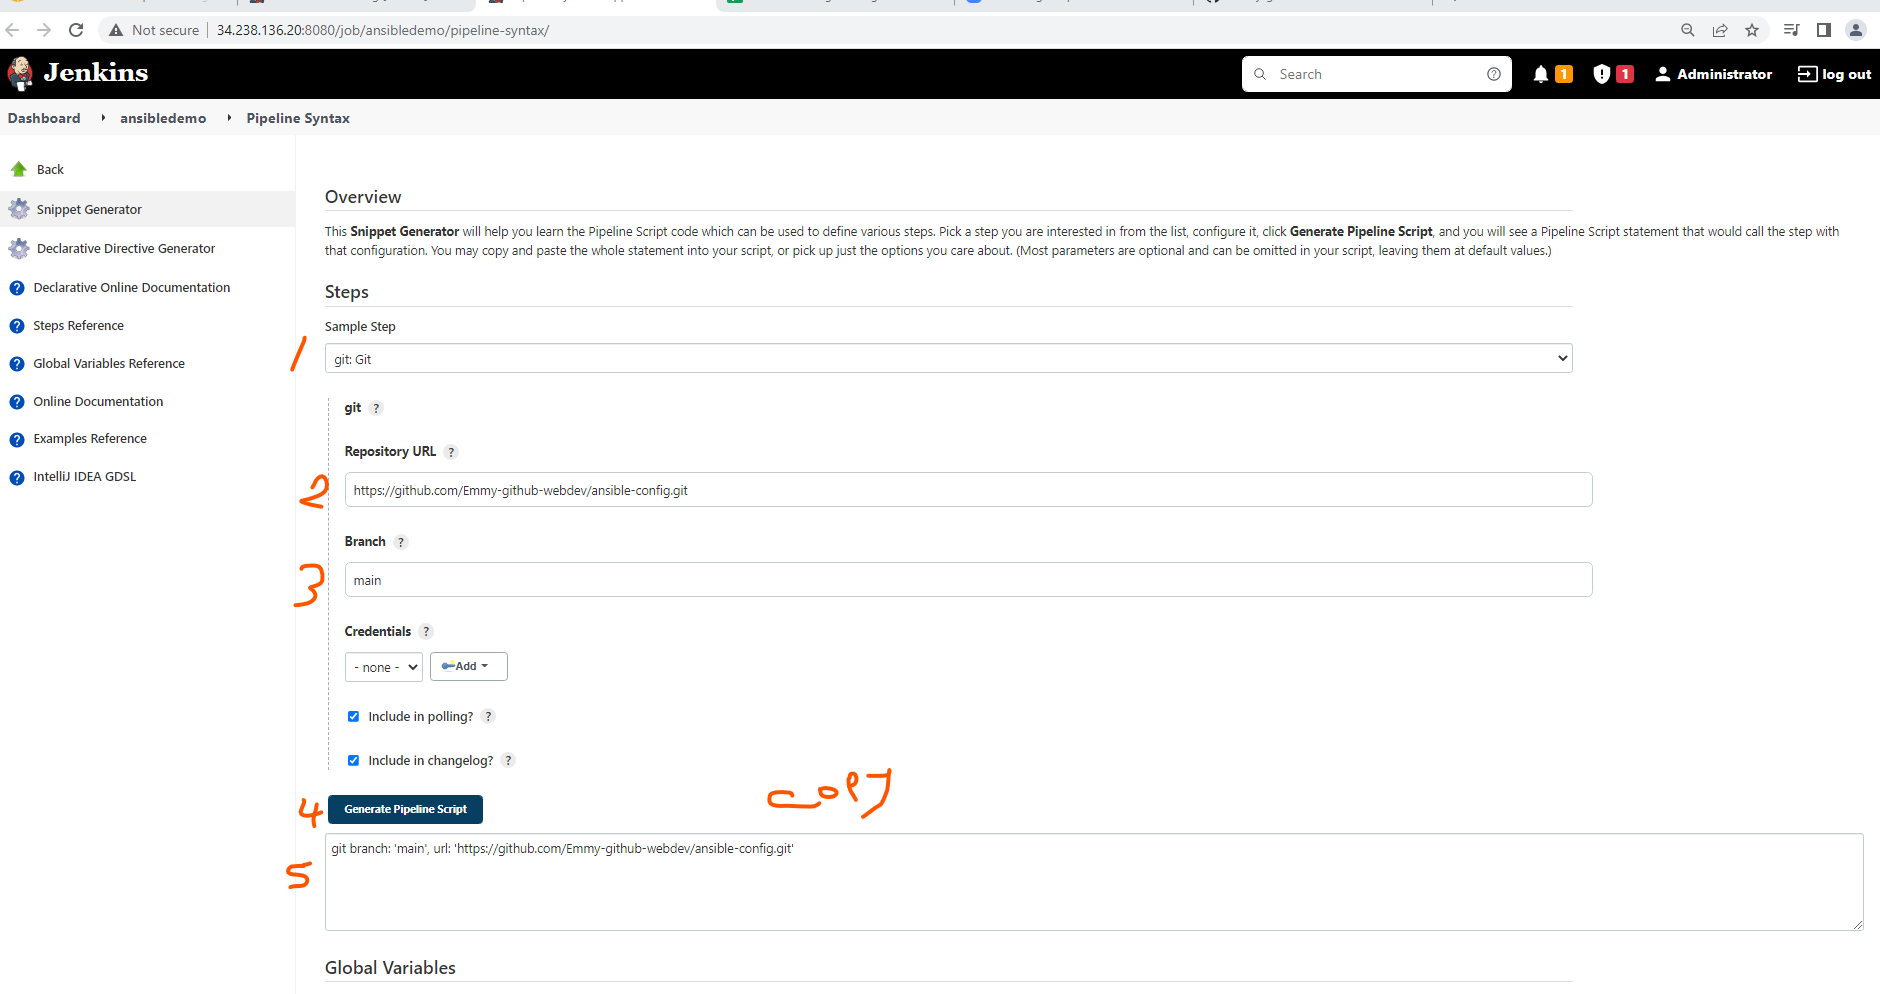 Not secure
34.238.136.20:8080/job/ansibledemo/pipeline-syntax/
Jenkins
Search
1
1
Administrator
log out
Dashboard
ansibledemo
Pipeline Syntax
Back
Snippet Generator
Declarative Directive Generator
Declarative Online Documentation
Steps Reference
Global Variables Reference
Online Documentation
Examples Reference
IntelliJ IDEA GDSL
Overview
This Snippet Generator will help you learn the Pipeline Script code which can be used to define various steps. Pick a step you are interested in from the list, configure it, click Generate Pipeline Script, and you will see a Pipeline Script statement that would call the step with
that configuration. You may copy and paste the whole statement into your script, or pick up just the options you care about. (Most parameters are optional and can be omitted in your script, leaving them at default values.)
Steps
Sample Step
1
git: Git
git ?
Repository URL ?
2
https://github.com/Emmy-github-webdev/ansible-config.git
Branch ?
3
main
Credentials ?
- none -
Add
Include in polling? ?
Include in changelog? ?
copy
4
Generate Pipeline Script
5
git branch: 'main', url: 'https://github.com/Emmy-github-webdev/ansible-config.git'
Global Variables